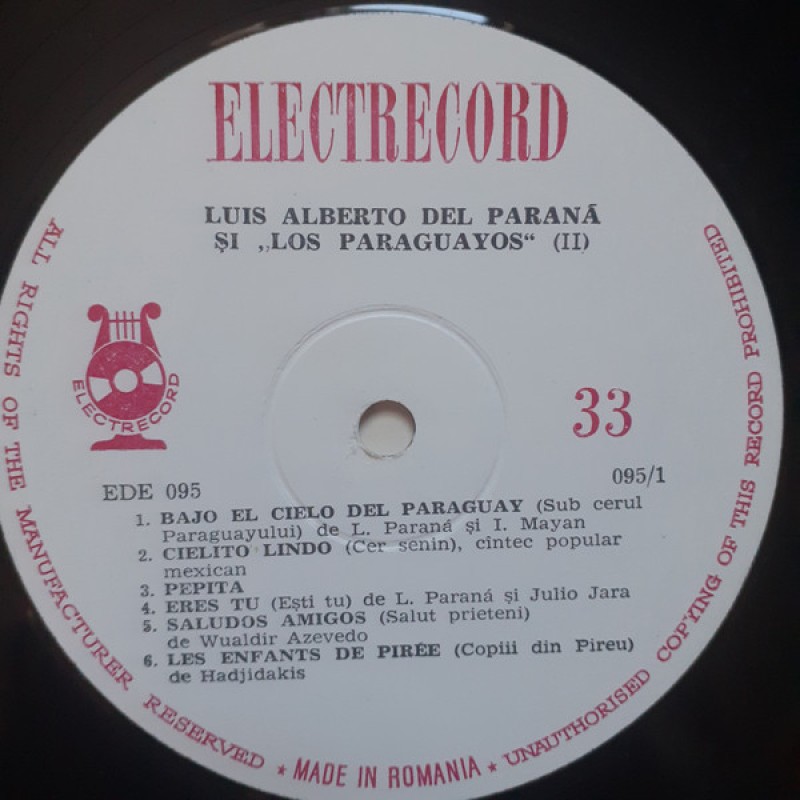 ELECTRECORD
LUIS ALBERTO DEL PARANÁ
ȘI „LOS PARAGUAYOS“ (II)
ELECTRECORD
33
EDE 095
095/1
1. BAJO EL CIELO DEL PARAGUAY (Sub cerul
Paraguayului) de L. Paraná și I. Mayan
2. CIELITO LINDO (Cer senin), cîntec popular
mexican
3. PEPITA
4. ERES TU (Ești tu) de L. Paraná și Julio Jara
5. SALUDOS AMIGOS (Salut prieteni)
de Wualdir Azevedo
6. LES ENFANTS DE PIRÉE (Copiii din Pireu)
de Hadjidakis
ALL RIGHTS OF THE MANUFACTURER RESERVED ★ MADE IN ROMANIA ★ UNAUTHORISED COPYING OF THIS RECORD PROHIBITED